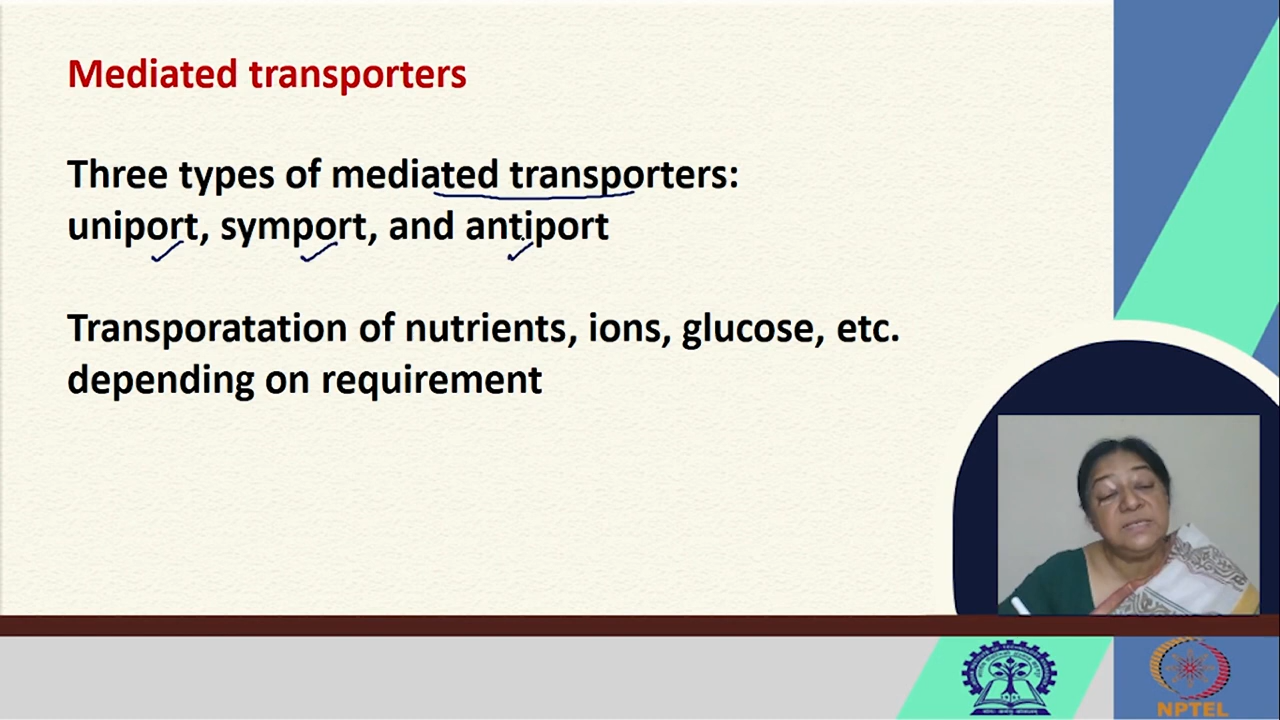 Mediated transporters
Three types of mediated transporters:
uniport, symport, and antiport
Transporatation of nutrients, ions, glucose, etc.
depending on requirement
NPTEL